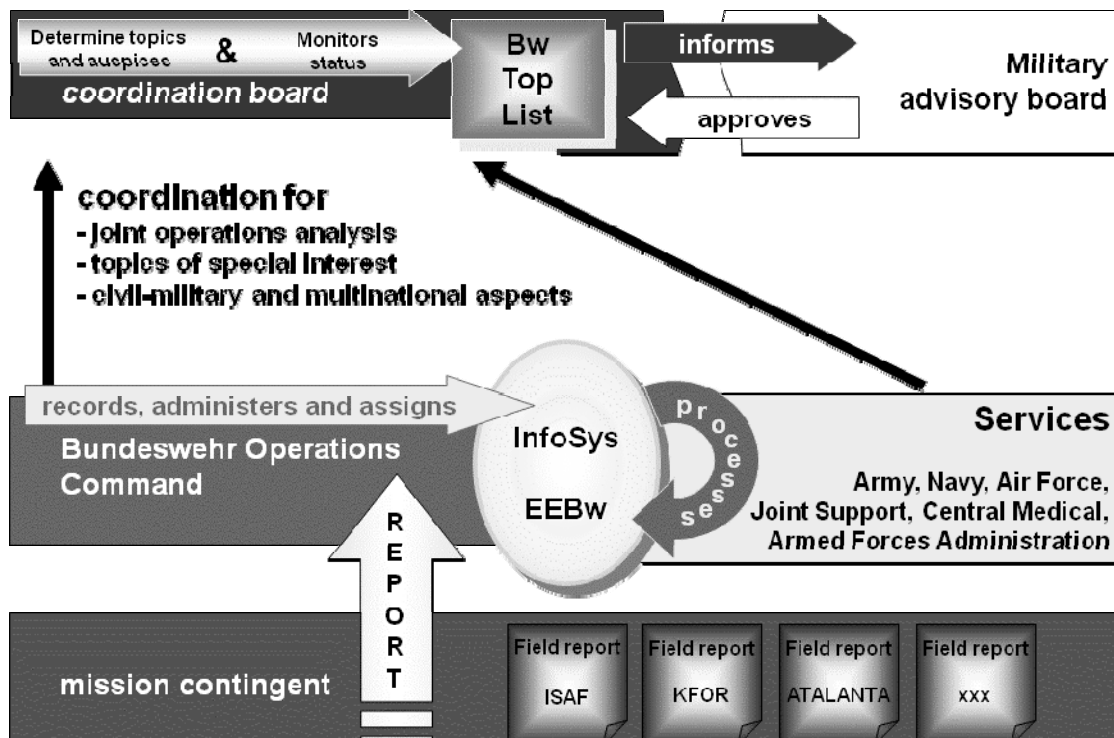 Determine topics
and auspices
&
Monitors
status
coordination board
Bw
Top
List
informs
approves
Military
advisory board
coordination for
- joint operations analysis
- topics of special interest
- civil-military and multinational aspects
records, administers and assigns
Bundeswehr Operations
Command
InfoSys
EEBw
processes
Services
Army, Navy, Air Force,
Joint Support, Central Medical,
Armed Forces Administration
REPORT
mission contingent
Field report
ISAF
Field report
KFOR
Field report
ATALANTA
Field report
xxx